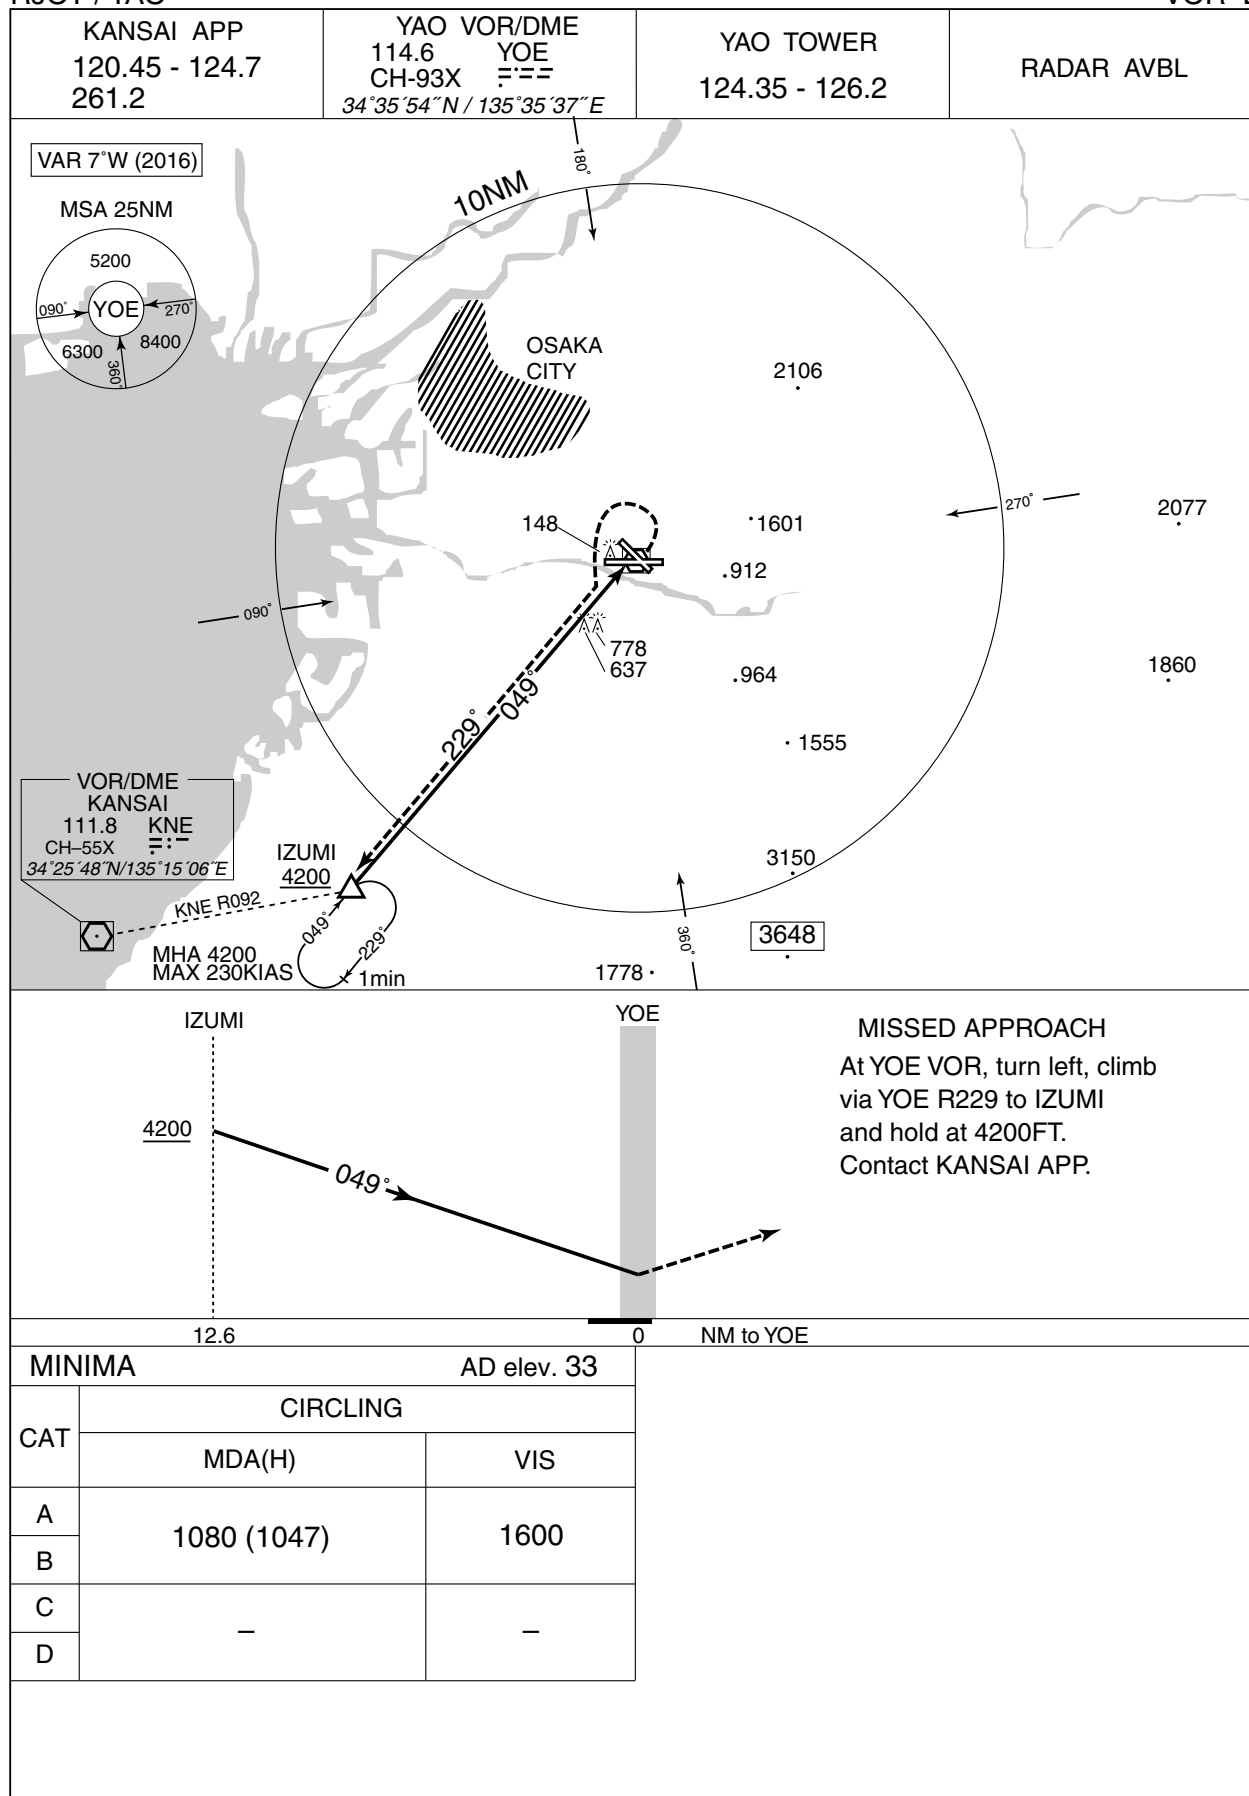 KANSAI APP
120.45 - 124.7
261.2
YAO VOR/DME
114.6 YOE
CH-93X
34°35´54˝N / 135°35´37˝E
YAO TOWER
124.35 - 126.2
RADAR AVBL
VAR 7°W (2016)
MSA 25NM
5200
090°
YOE
270°
6300
8400
360°
180°
10NM
OSAKA
CITY
2106
270°
2077
148
1601
912
090°
778
637
964
1860
1555
049°
229°
VOR/DME
KANSAI
111.8 KNE
CH–55X
34°25´48˝N/135°15´06˝E
IZUMI
4200
3150
KNE R092
049°
229°
360°
3648
MHA 4200
MAX 230KIAS
1min
1778
IZUMI
YOE
MISSED APPROACH
At YOE VOR, turn left, climb
via YOE R229 to IZUMI
and hold at 4200FT.
Contact KANSAI APP.
4200
049°
12.6
0
NM to YOE
MINIMA
AD elev. 33
CAT
CIRCLING
MDA(H)
VIS
A
1080 (1047)
1600
B
C
–
–
D